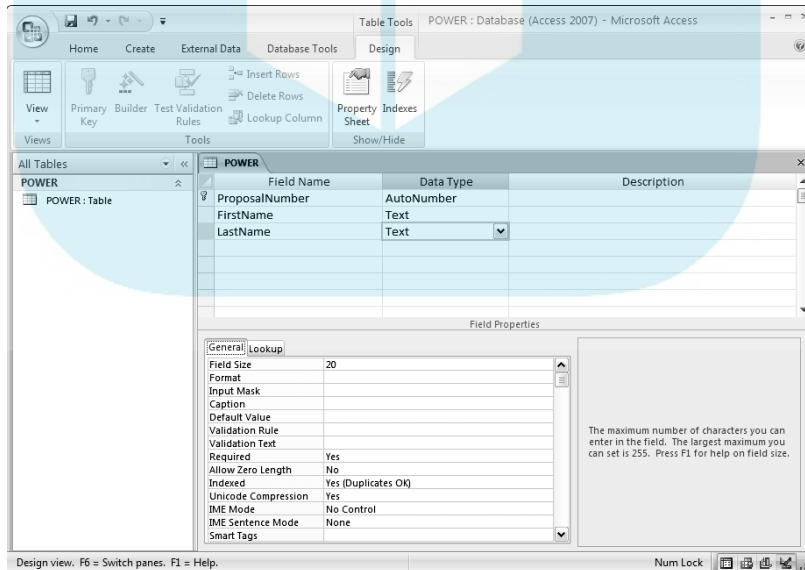 Table Tools POWER : Database (Access 2007) - Microsoft Access
Home Create External Data Database Tools Design
View
Primary Key
Builder
Test Validation Rules
Insert Rows
Delete Rows
Lookup Column
Property Sheet
Indexes
Views Tools Show/Hide
All Tables
POWER
POWER : Table
POWER
Field Name Data Type Description
ProposalNumber AutoNumber
FirstName Text
LastName Text
Field Properties
General Lookup
Field Size 20
Format
Input Mask
Caption
Default Value
Validation Rule
Validation Text
Required Yes
Allow Zero Length No
Indexed Yes (Duplicates OK)
Unicode Compression Yes
IME Mode No Control
IME Sentence Mode None
Smart Tags
The maximum number of characters you can
enter in the field. The largest maximum you
can set is 255. Press F1 for help on field size.
Design view. F6 = Switch panes. F1 = Help. Num Lock